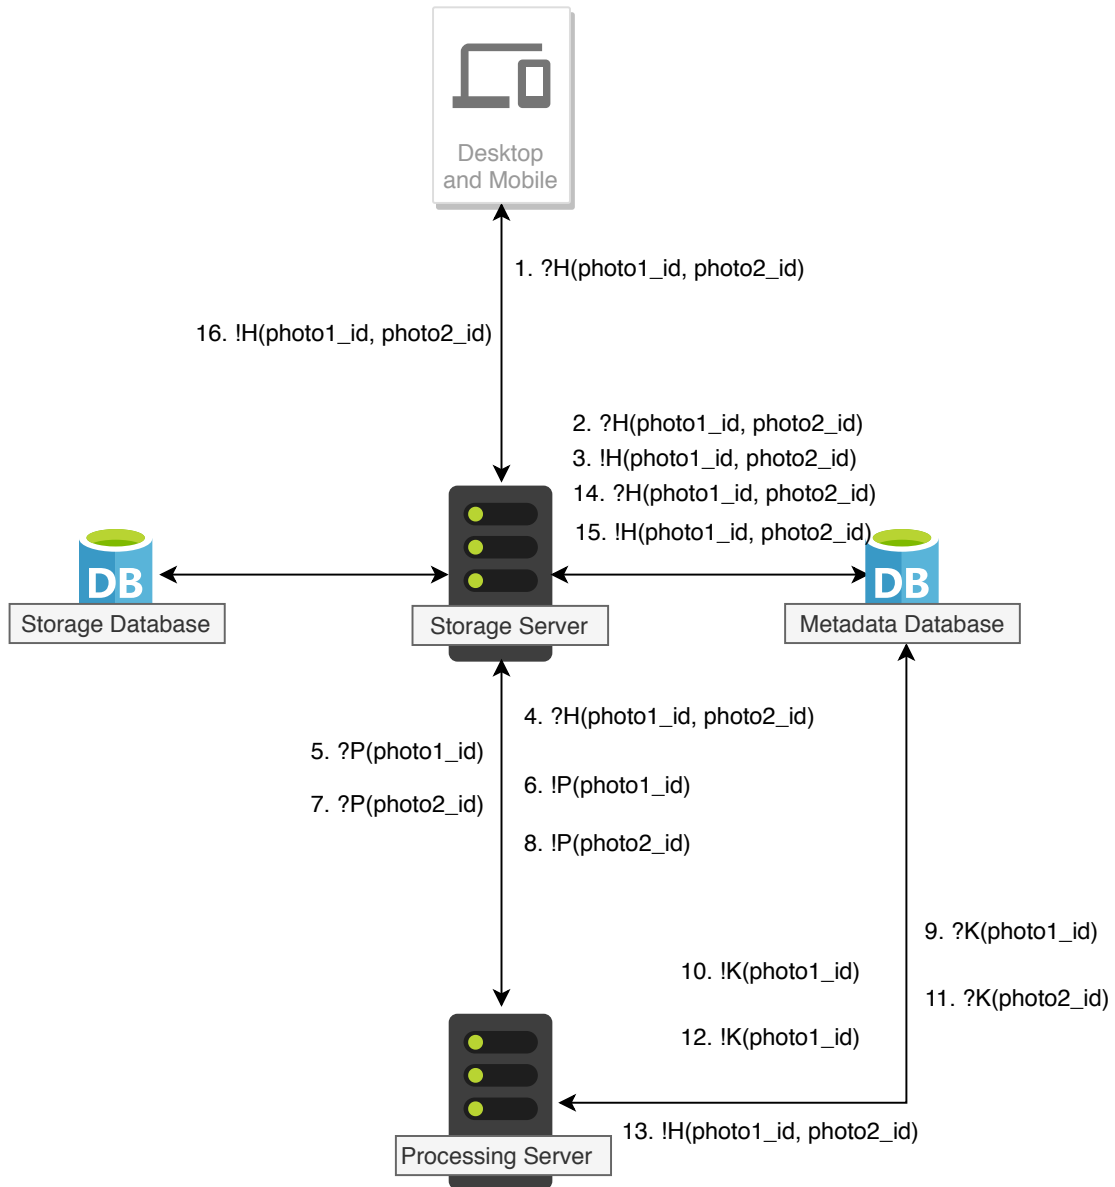 Desktop
and Mobile
1. ?H(photo1_id, photo2_id)
16. !H(photo1_id, photo2_id)
2. ?H(photo1_id, photo2_id)
3. !H(photo1_id, photo2_id)
14. ?H(photo1_id, photo2_id)
15. !H(photo1_id, photo2_id)
DB
DB
Storage Database
Storage Server
Metadata Database
4. ?H(photo1_id, photo2_id)
5. ?P(photo1_id)
6. !P(photo1_id)
7. ?P(photo2_id)
8. !P(photo2_id)
9. ?K(photo1_id)
10. !K(photo1_id)
11. ?K(photo2_id)
12. !K(photo1_id)
13. !H(photo1_id, photo2_id)
Processing Server